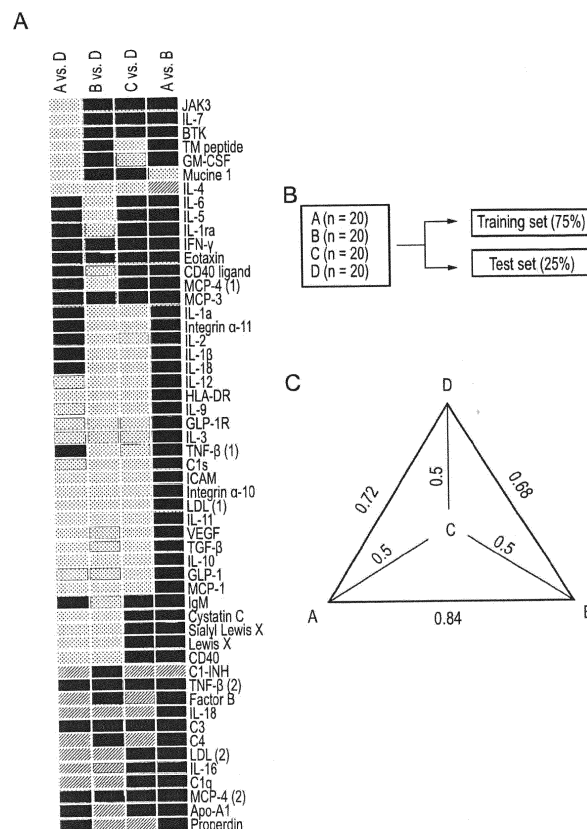 A
A vs. D
B vs. D
C vs. D
A vs. B
JAK3
IL-7
BTK
TM peptide
GM-CSF
Mucine 1
IL-4
IL-6
IL-5
IL-1ra
IFN-γ
Eotaxin
CD40 ligand
MCP-4 (1)
MCP-3
IL-1a
Integrin α-11
IL-2
IL-1β
IL-18
IL-12
HLA-DR
IL-9
GLP-1R
IL-3
TNF-β (1)
C1s
ICAM
Integrin α-10
LDL (1)
IL-11
VEGF
TGF-β
IL-10
GLP-1
MCP-1
IgM
Cystatin C
Sialyl Lewis X
Lewis X
CD40
C1-INH
TNF-β (2)
Factor B
IL-18
C3
C4
LDL (2)
IL-16
C1q
MCP-4 (2)
Apo-A1
Properdin
B
A (n = 20)
B (n = 20)
C (n = 20)
D (n = 20)
Training set (75%)
Test set (25%)
C
D
0.72
0.5
0.68
C
0.5
0.5
A
0.84